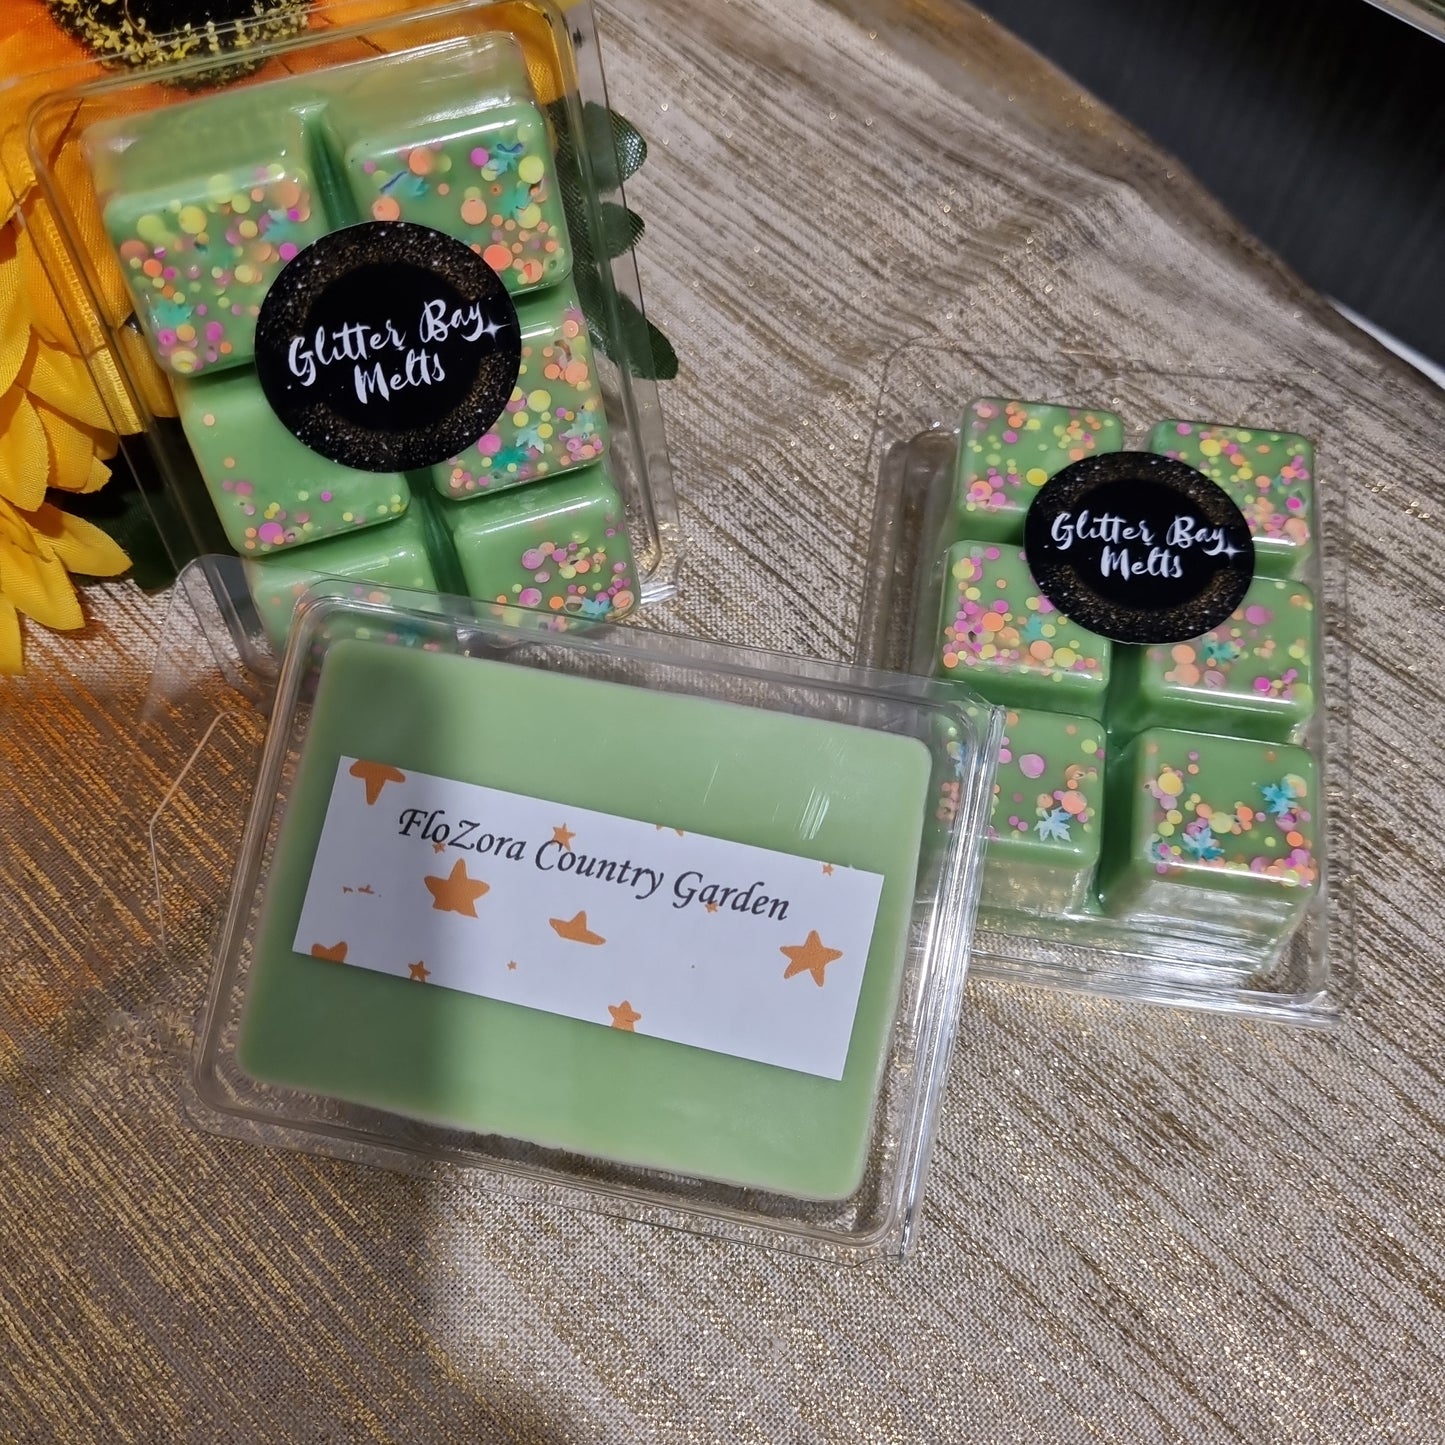 Glitter Bay
Melts
Glitter Bay
Melts
FloZora Country Garden